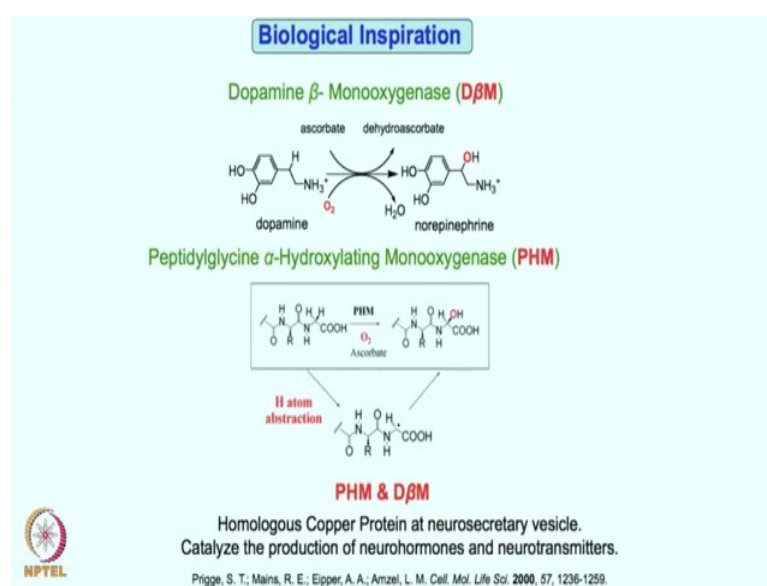 Biological Inspiration
Dopamine β- Monooxygenase (DβM)
ascorbate dehydroascorbate
H OH
HO HO
NH₃⁺ NH₃⁺
HO O₂ H₂O HO
dopamine norepinephrine
Peptidylglycine α-Hydroxylating Monooxygenase (PHM)
H O H H PHM H O H OH
N N COOH O₂ N N COOH
O R H Ascorbate O R H
H atom
abstraction
H O H
N N COOH
O R H
PHM & DβM
Homologous Copper Protein at neurosecretary vesicle.
Catalyze the production of neurohormones and neurotransmitters.
NPTEL
Prigge, S. T.; Mains, R. E.; Eipper, A. A.; Amzel, L. M. Cell. Mol. Life Sci. 2000, 57, 1236-1259.